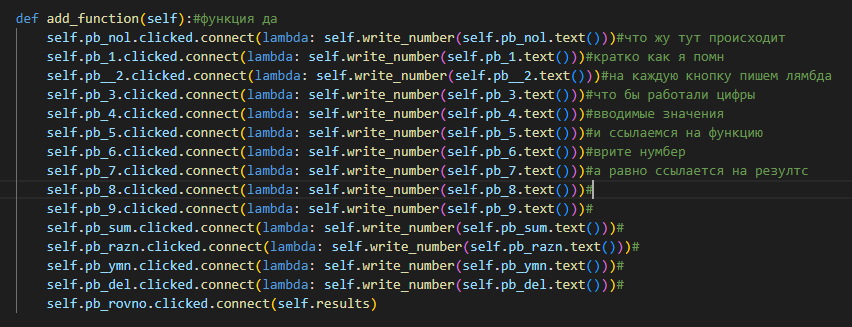 def add_function(self):#функция да
self.pb_nol.clicked.connect(lambda: self.write_number(self.pb_nol.text()))#что жу тут происходит
self.pb_1.clicked.connect(lambda: self.write_number(self.pb_1.text()))#кратко как я помн
self.pb__2.clicked.connect(lambda: self.write_number(self.pb__2.text()))#на каждую кнопку пишем лямбда
self.pb_3.clicked.connect(lambda: self.write_number(self.pb_3.text()))#что бы работали цифры
self.pb_4.clicked.connect(lambda: self.write_number(self.pb_4.text()))#вводимые значения
self.pb_5.clicked.connect(lambda: self.write_number(self.pb_5.text()))#и ссылаемся на функцию
self.pb_6.clicked.connect(lambda: self.write_number(self.pb_6.text()))#врите нумбер
self.pb_7.clicked.connect(lambda: self.write_number(self.pb_7.text()))#а равно ссылается на резултс
self.pb_8.clicked.connect(lambda: self.write_number(self.pb_8.text()))#
self.pb_9.clicked.connect(lambda: self.write_number(self.pb_9.text()))#
self.pb_sum.clicked.connect(lambda: self.write_number(self.pb_sum.text()))#
self.pb_razn.clicked.connect(lambda: self.write_number(self.pb_razn.text()))#
self.pb_ymn.clicked.connect(lambda: self.write_number(self.pb_ymn.text()))#
self.pb_del.clicked.connect(lambda: self.write_number(self.pb_del.text()))#
self.pb_rovno.clicked.connect(self.results)